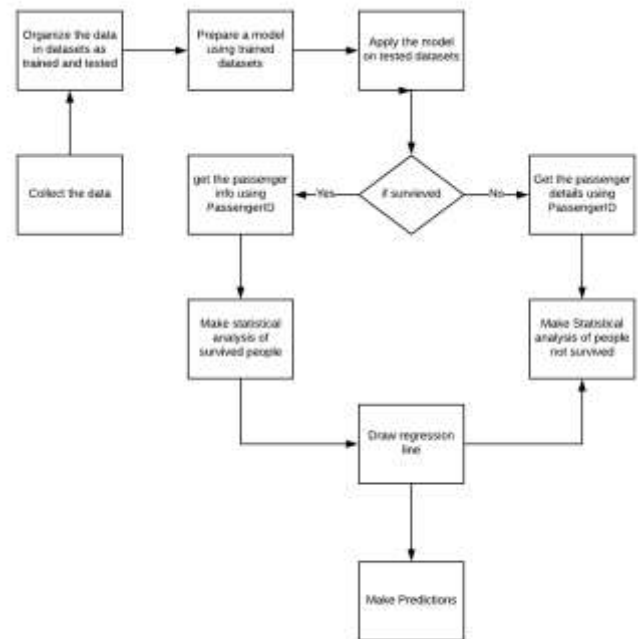 Organize the data
in datasets as
trained and tested
Prepare a model
using trained
datasets
Apply the model
on tested datasets
Collect the data
get the passenger
info using
PassengerID
Yes
if survieved
No
Get the passenger
details using
PassengerID
Make statistical
analysis of
survived people
Make Statistical
analysis of people
not survived
Draw regression
line
Make Predictions